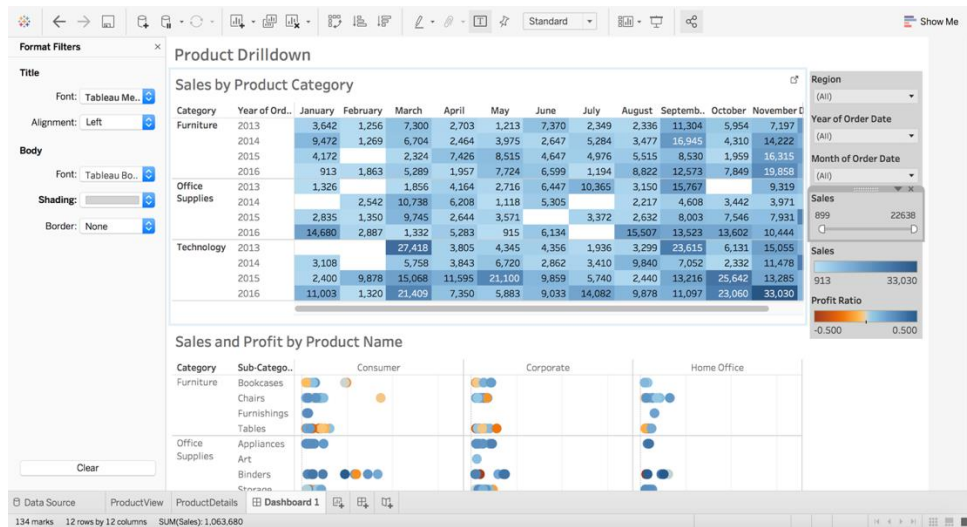 Standard
Show Me
Format Filters
Title
Font: Tableau Me..
Alignment: Left
Body
Font: Tableau Bo..
Shading:
Border: None
Clear
Product Drilldown
Sales by Product Category
Category Year of Ord.. January February March April May June July August Septemb.. October November D
Furniture 2013 3,642 1,256 7,300 2,703 1,213 7,370 2,349 2,336 11,304 5,954 7,197
2014 9,472 1,269 6,704 2,464 3,975 2,647 5,284 3,477 16,945 4,310 14,222
2015 4,172 2,324 7,426 8,515 4,647 4,976 5,515 8,530 1,959 16,315
2016 913 1,863 5,289 1,957 7,724 6,599 1,194 8,822 12,573 7,849 19,858
Office Supplies 2013 1,326 1,856 4,164 2,716 6,447 10,365 3,150 15,767 9,319
2014 2,542 10,738 6,208 1,118 5,305 2,217 4,608 3,442 3,971
2015 2,835 1,350 9,745 2,644 3,571 3,372 2,632 8,003 7,546 7,931
2016 14,680 2,887 1,332 5,283 915 6,134 15,507 13,523 13,602 10,444
Technology 2013 27,418 3,805 4,345 4,356 1,936 3,299 23,615 6,131 15,055
2014 3,108 5,758 3,843 6,720 2,862 3,410 9,840 7,052 2,332 11,478
2015 2,400 9,878 15,068 11,595 21,100 9,859 5,740 2,440 13,216 25,642 13,285
2016 11,003 1,320 21,409 7,350 5,883 9,033 14,082 9,878 11,097 23,060 33,030
Region
(All)
Year of Order Date
(All)
Month of Order Date
(All)
Sales
899 22638
Sales
913 33,030
Profit Ratio
-0.500 0.500
Sales and Profit by Product Name
Category Sub-Catego.. Consumer Corporate Home Office
Furniture Bookcases
Chairs
Furnishings
Tables
Office Supplies Appliances
Art
Binders
Storage
Data Source ProductView ProductDetails Dashboard 1
134 marks 12 rows by 12 columns SUM(Sales): 1,063,680